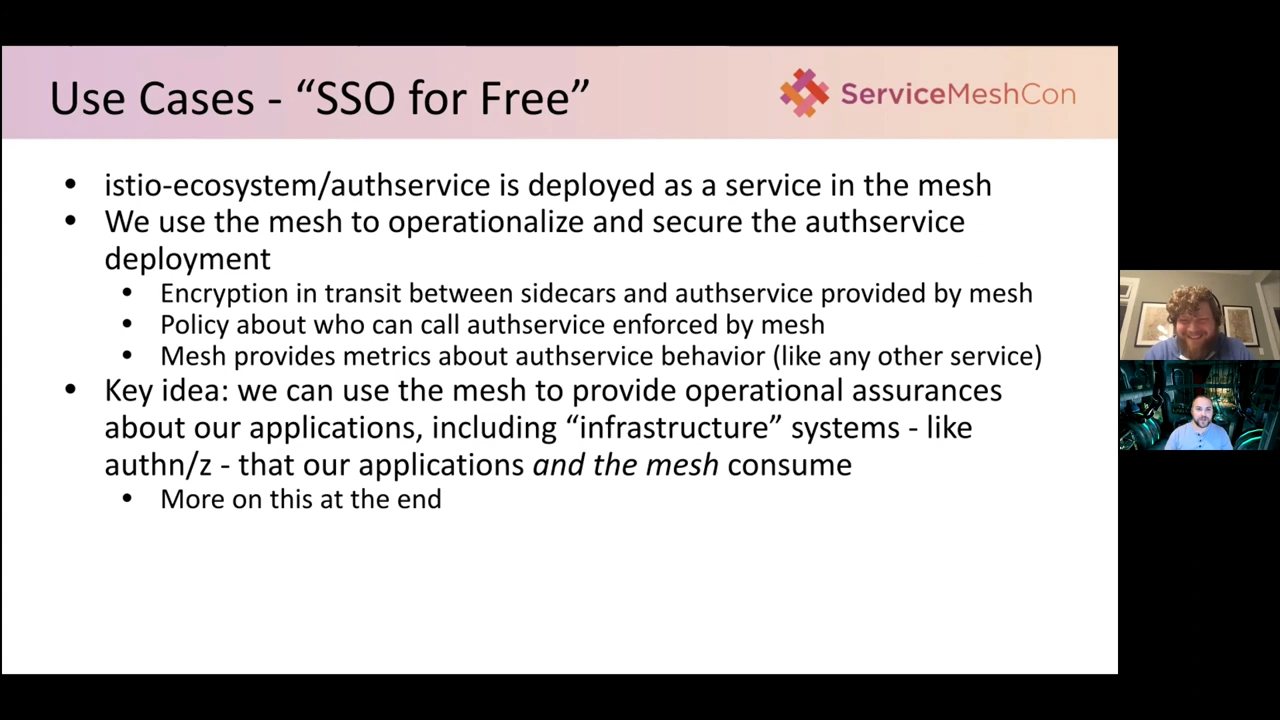 Use Cases - “SSO for Free”
ServiceMeshCon
• istio-ecosystem/authservice is deployed as a service in the mesh
• We use the mesh to operationalize and secure the authservice
deployment
• Encryption in transit between sidecars and authservice provided by mesh
• Policy about who can call authservice enforced by mesh
• Mesh provides metrics about authservice behavior (like any other service)
• Key idea: we can use the mesh to provide operational assurances
about our applications, including “infrastructure” systems - like
authn/z - that our applications and the mesh consume
• More on this at the end